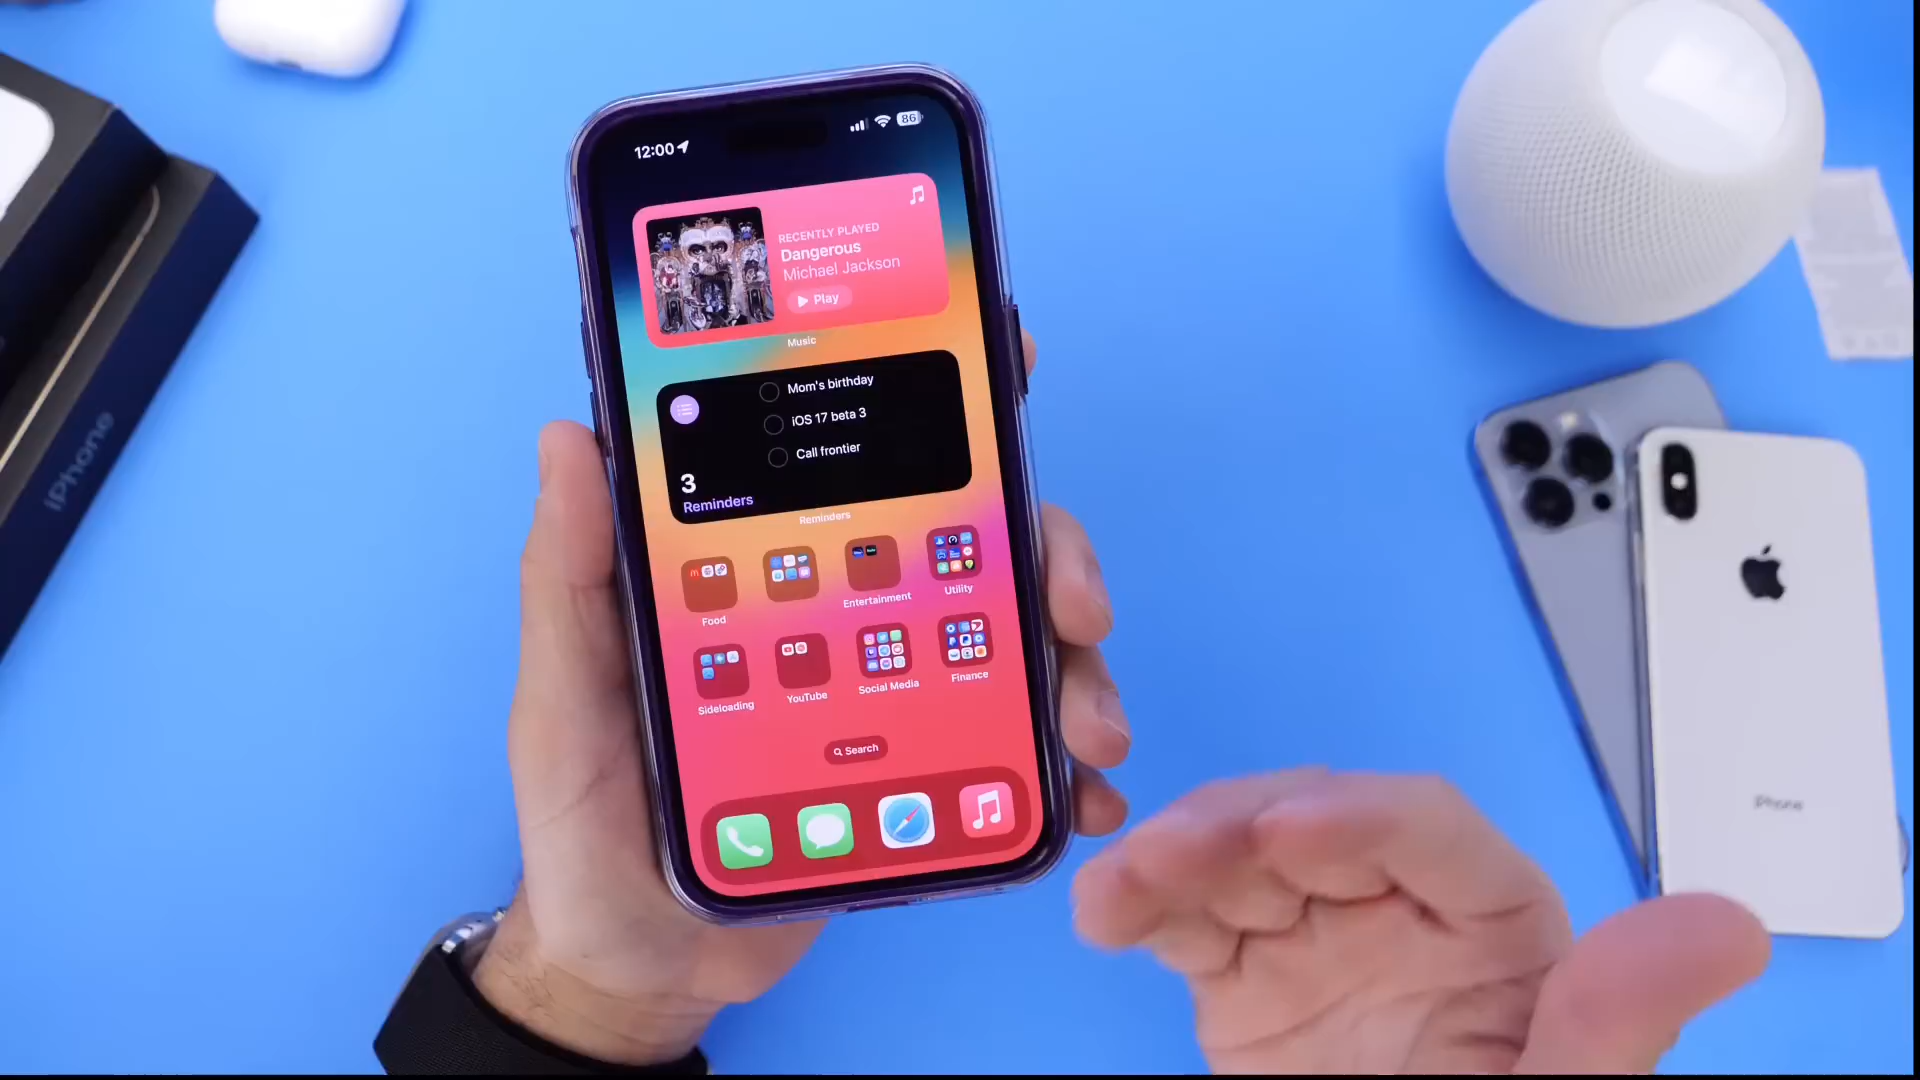 12:00
86
RECENTLY PLAYED
Dangerous
Michael Jackson
Play
Music
Mom's birthday
iOS 17 beta 3
Call frontier
3
Reminders
Reminders
Food
Entertainment
Utility
Sideloading
YouTube
Social Media
Finance
Search
iPhone
iPhone